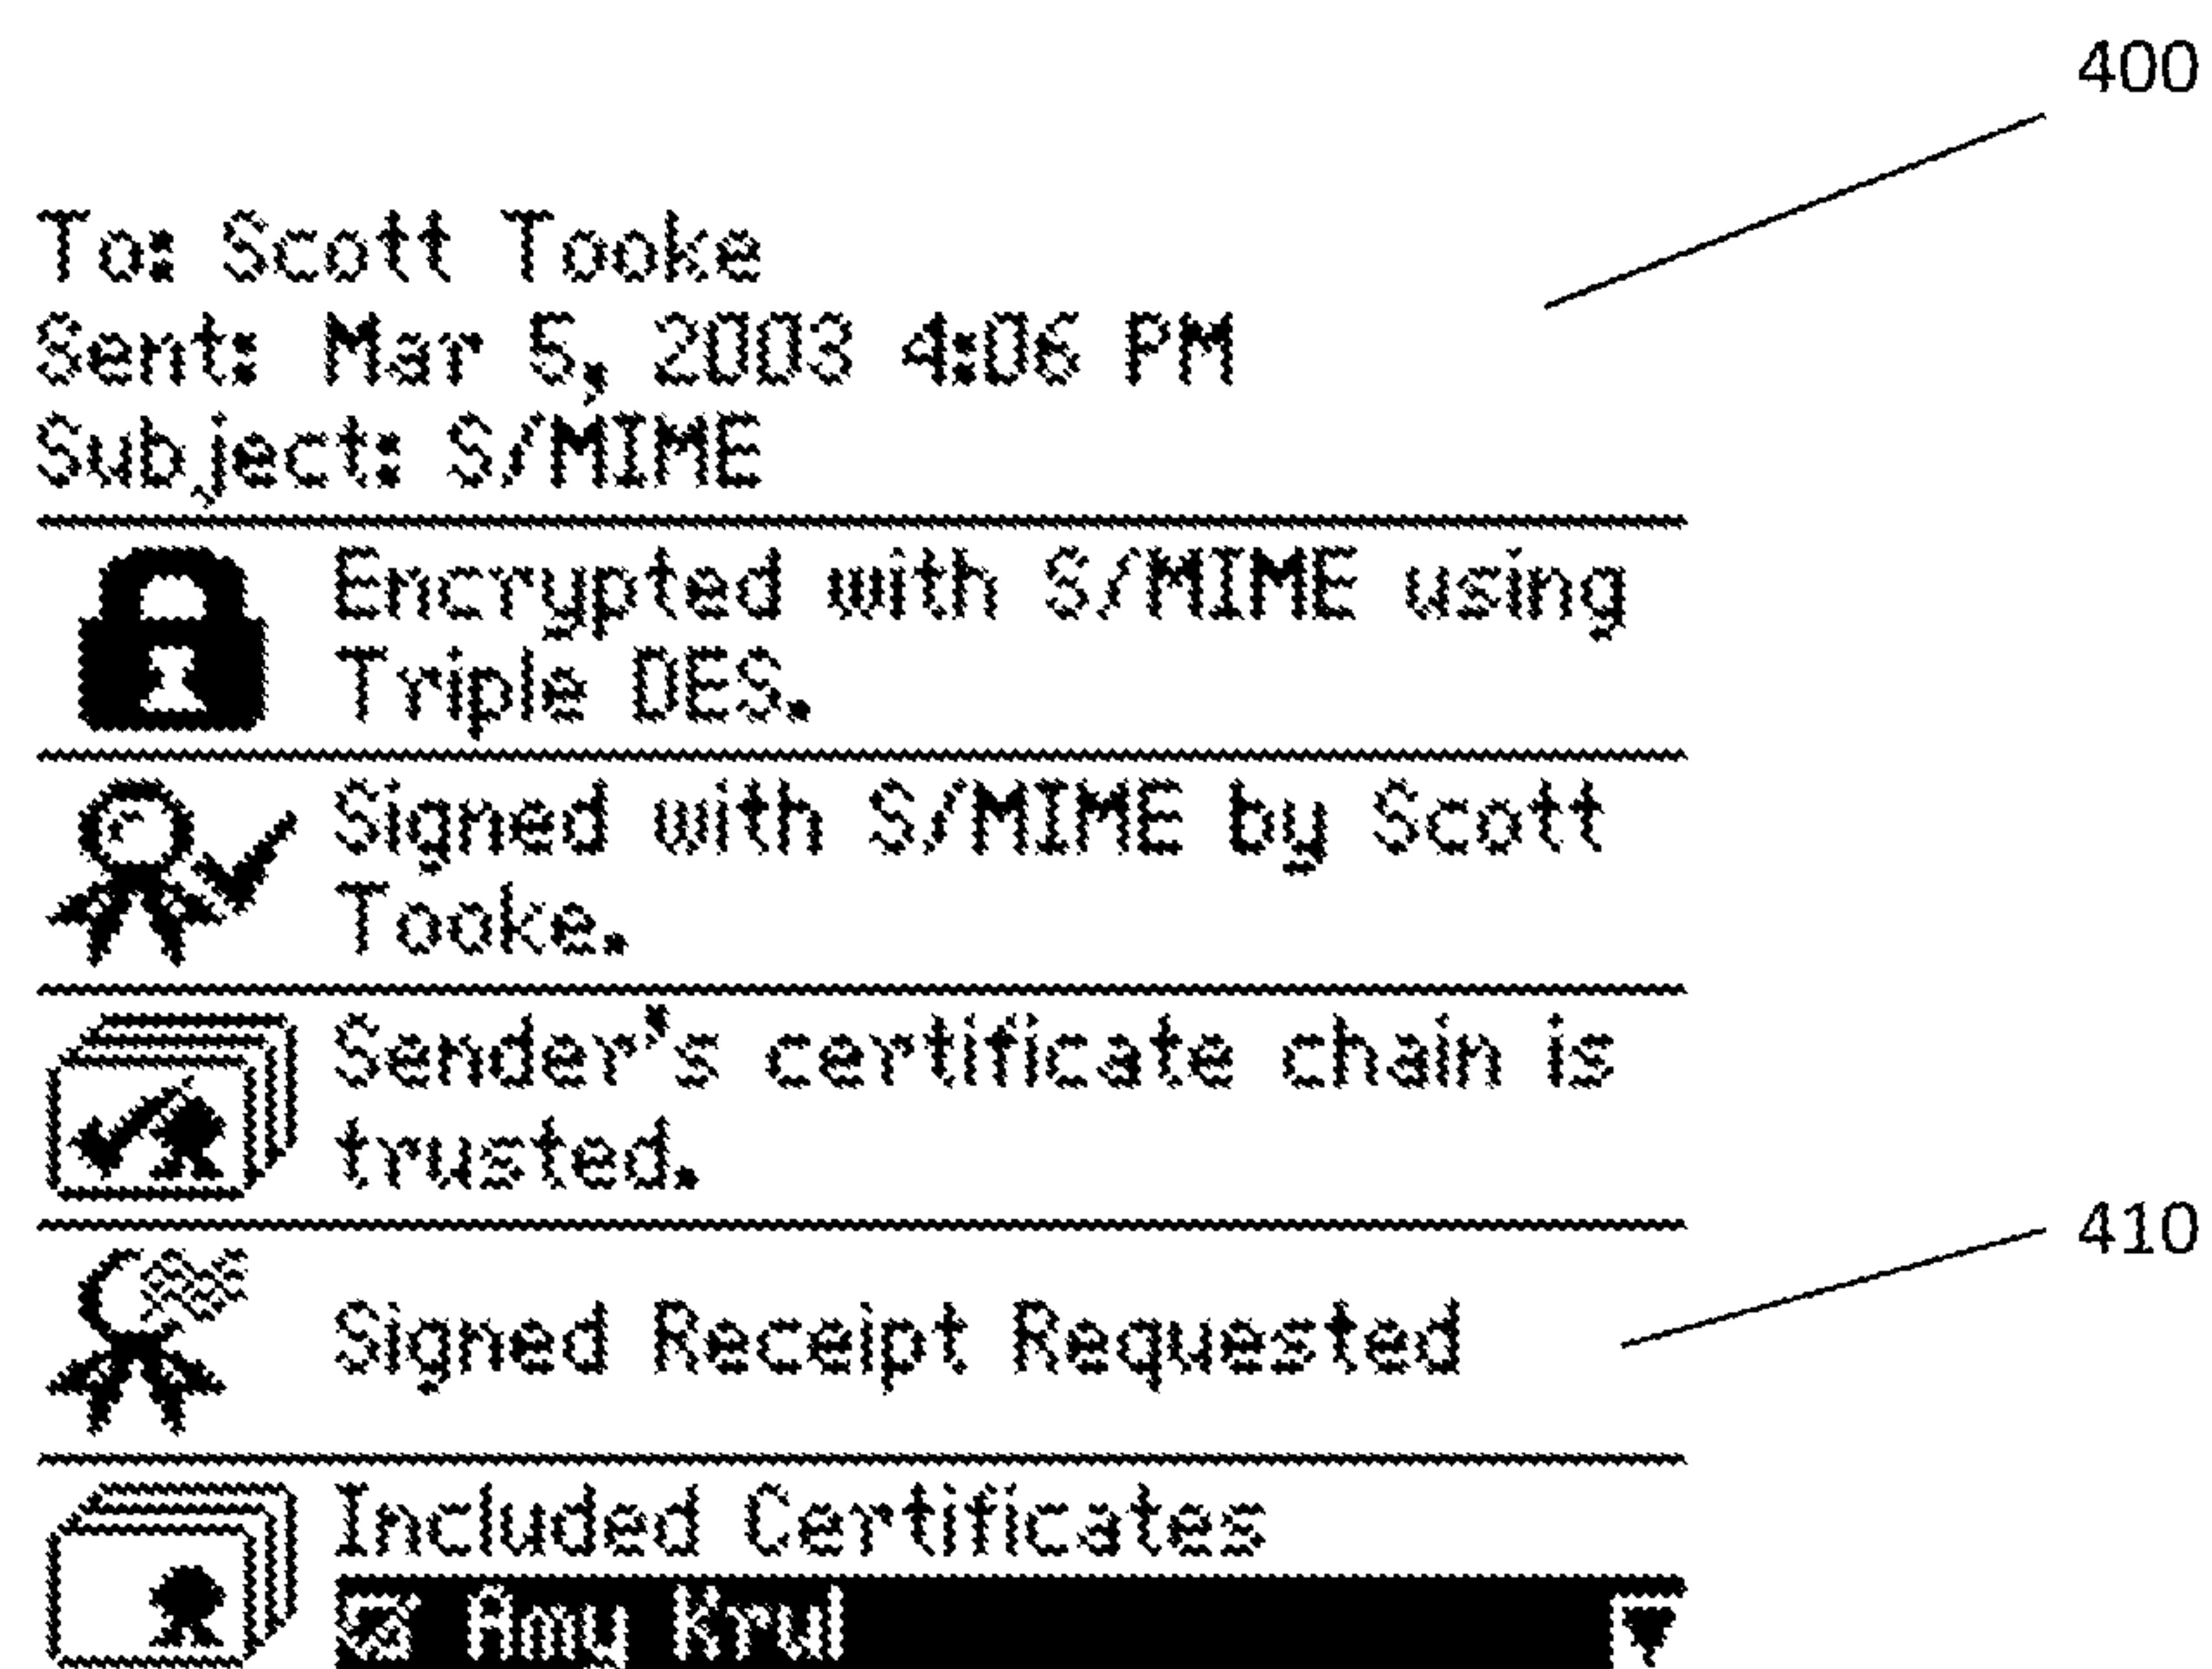 400
To: Scott Tooke
Sent: Mar 5, 2003 4:06 PM
Subject: S/MIME
Encrypted with S/MIME using
Triple DES.
Signed with S/MIME by Scott
Tooke.
Sender's certificate chain is
trusted.
410
Signed Receipt Requested
Included Certificates
Amy